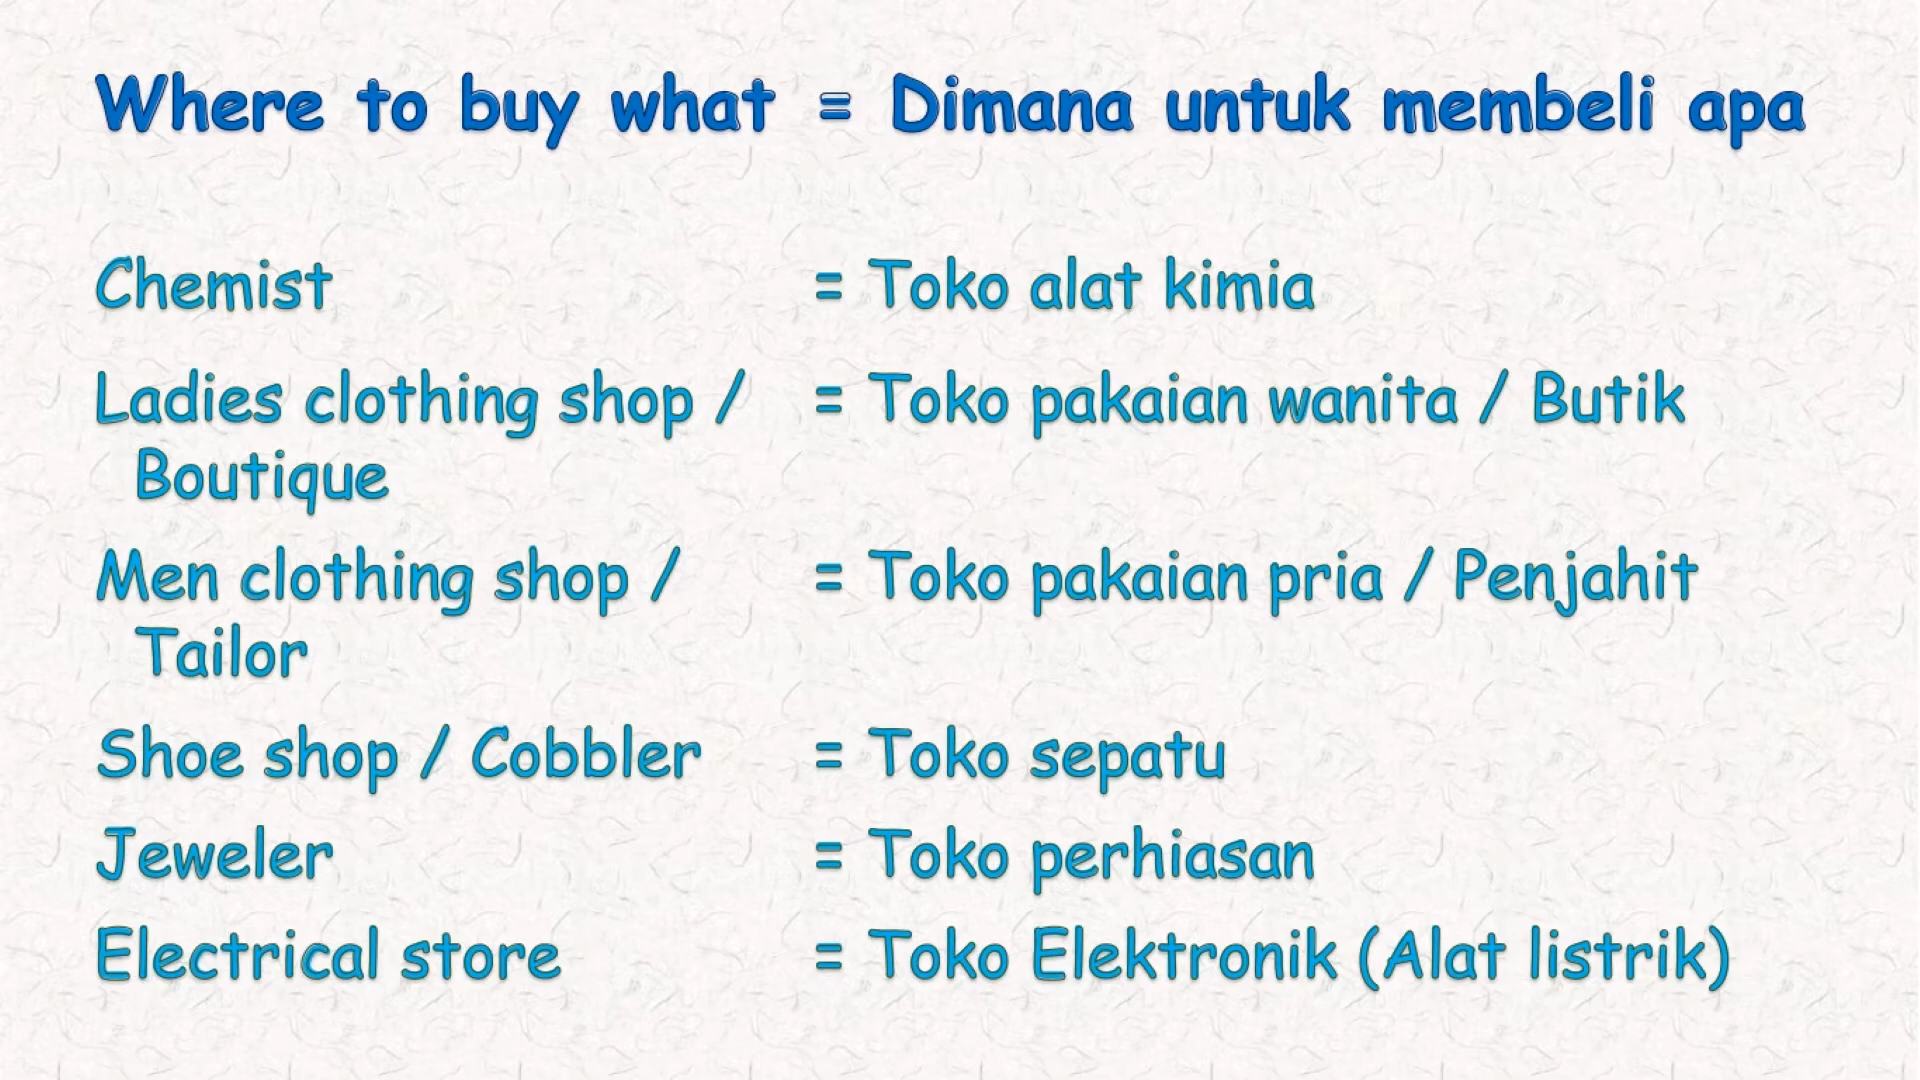 Where to buy what = Dimana untuk membeli apa
Chemist = Toko alat kimia
Ladies clothing shop / = Toko pakaian wanita / Butik
Boutique
Men clothing shop / = Toko pakaian pria / Penjahit
Tailor
Shoe shop / Cobbler = Toko sepatu
Jeweler = Toko perhiasan
Electrical store = Toko Elektronik (Alat listrik)